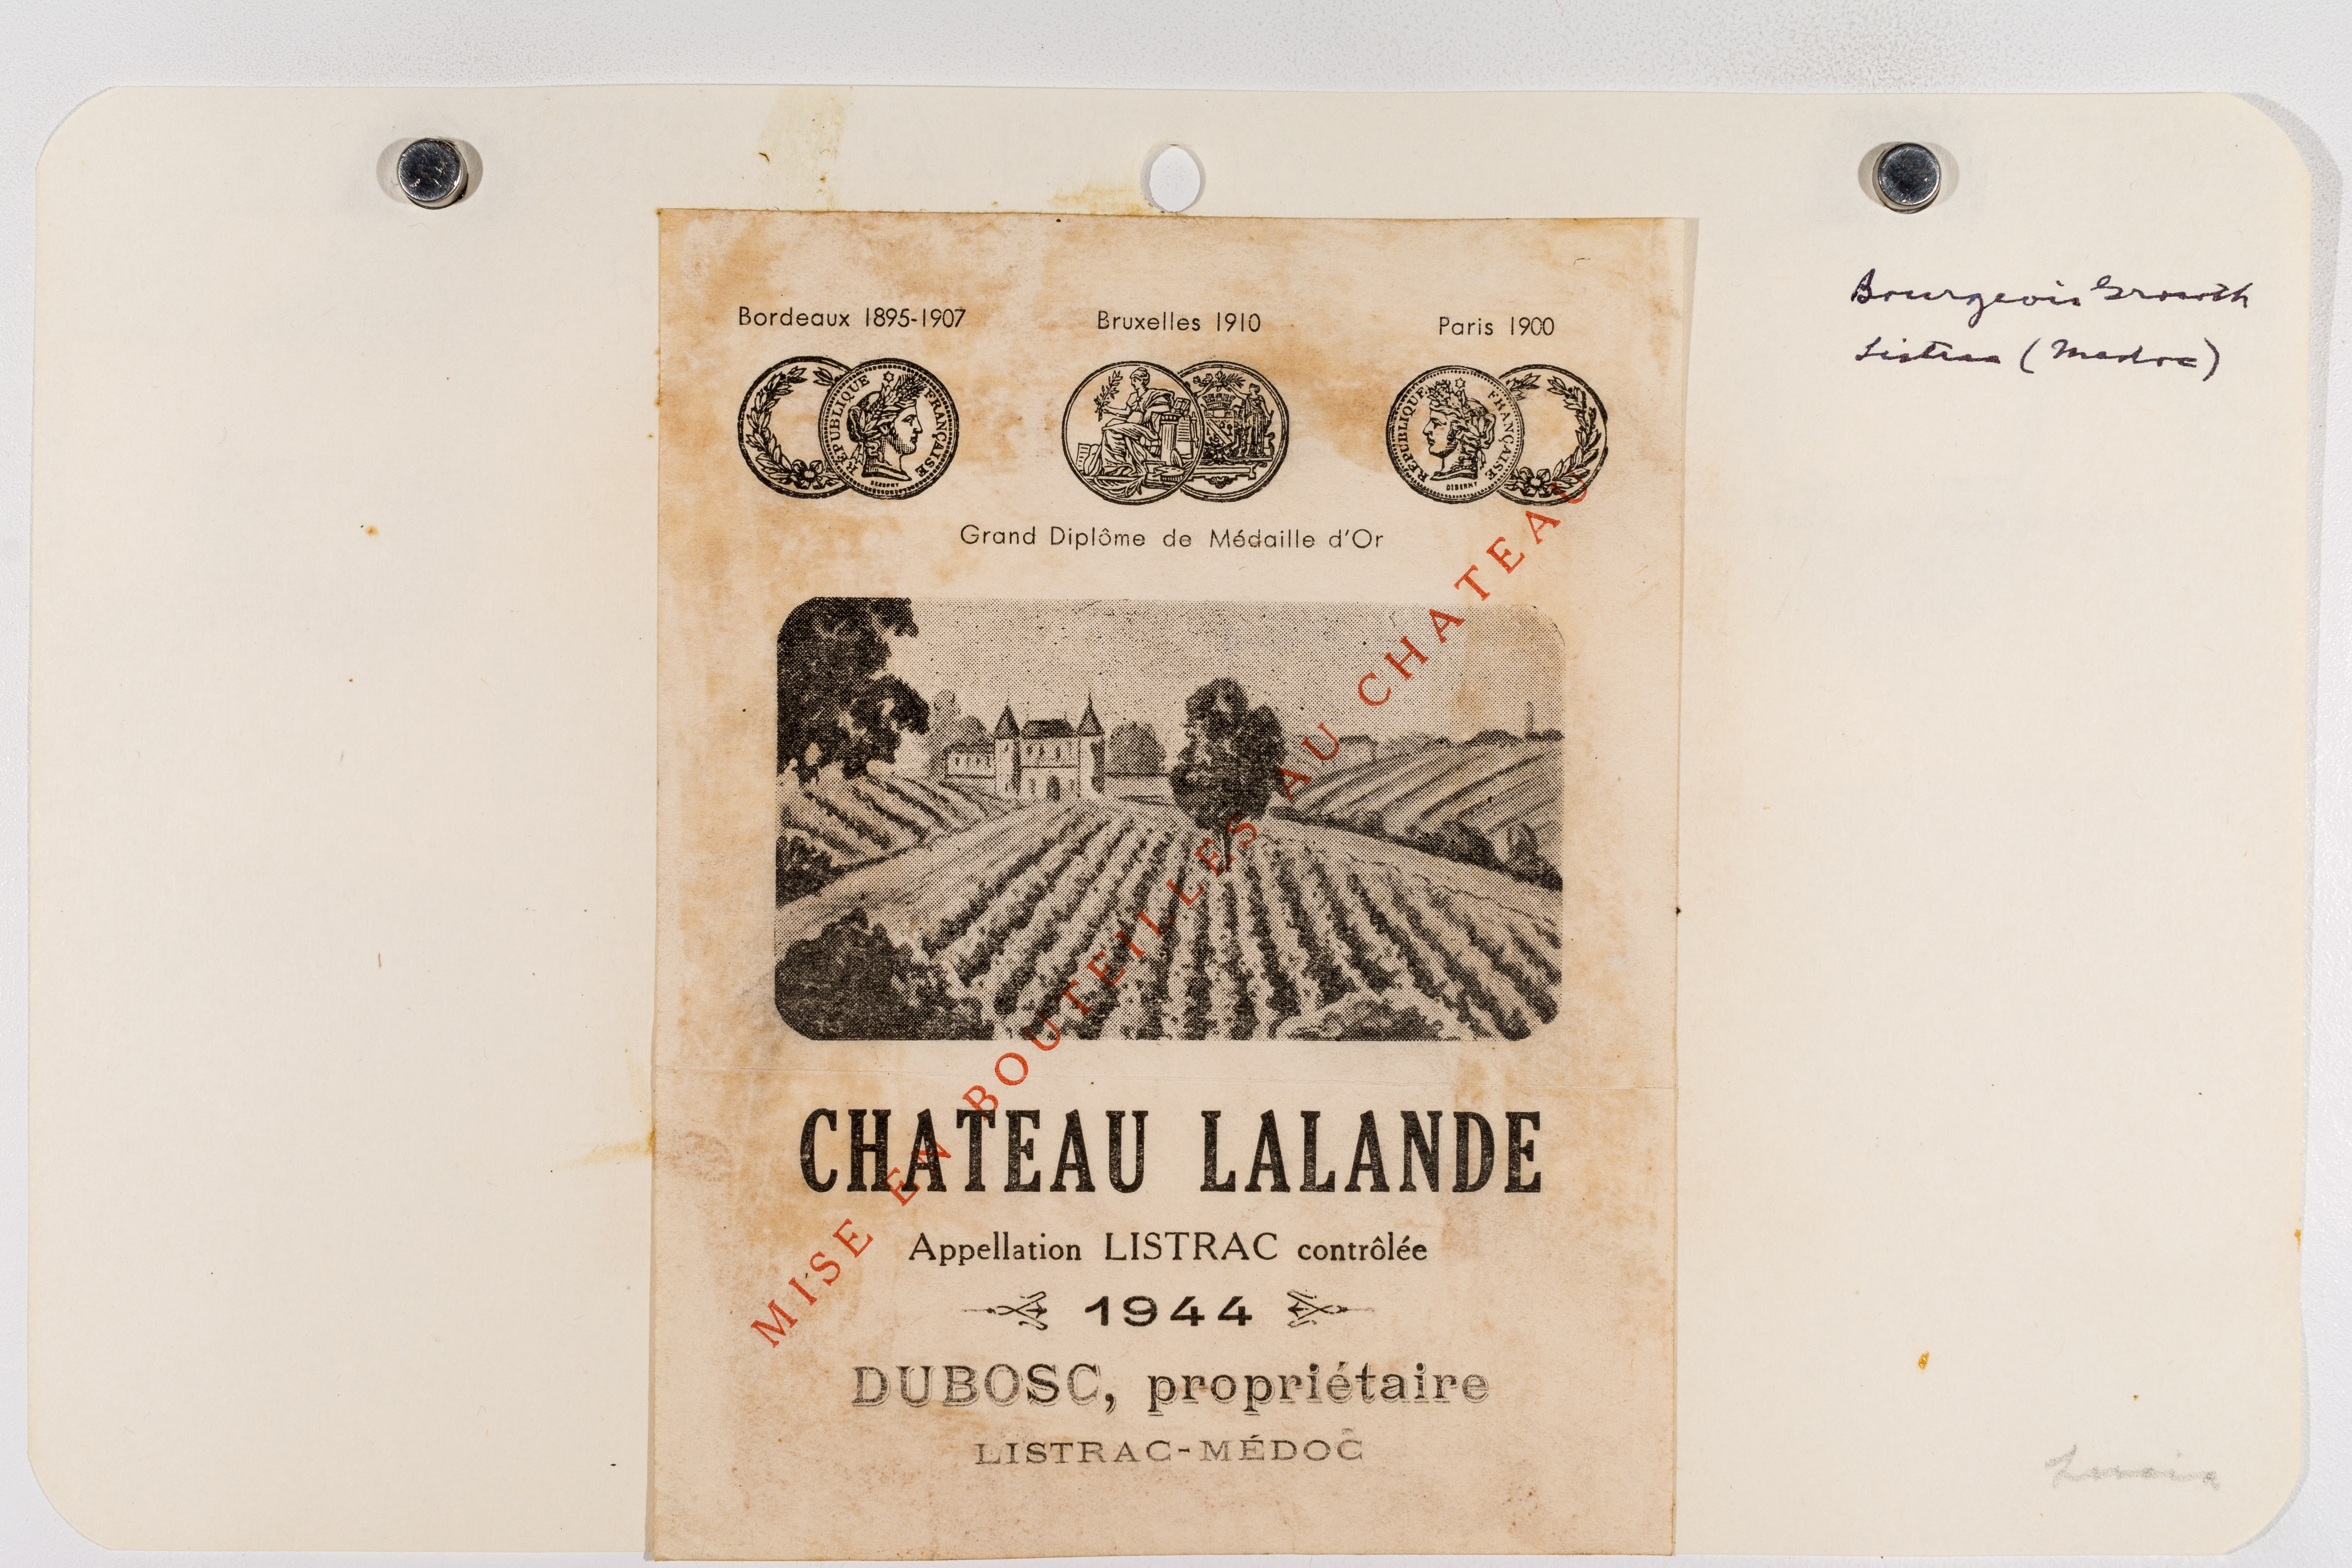 Bordeaux 1895-1907
Bruxelles 1910
Paris 1900
REPUBLIQUE FRANÇAISE
REPUBLIQUE FRANÇAISE
DEBERNY
Grand Diplôme de Médaille d'Or
MISE EN BOUTEILLES AU CHATEAU
CHATEAU LALANDE
Appellation LISTRAC contrôlée
1944
DUBOSC, propriétaire
LISTRAC-MÉDOC
Bourgeois Growth
Listrac (Medoc)